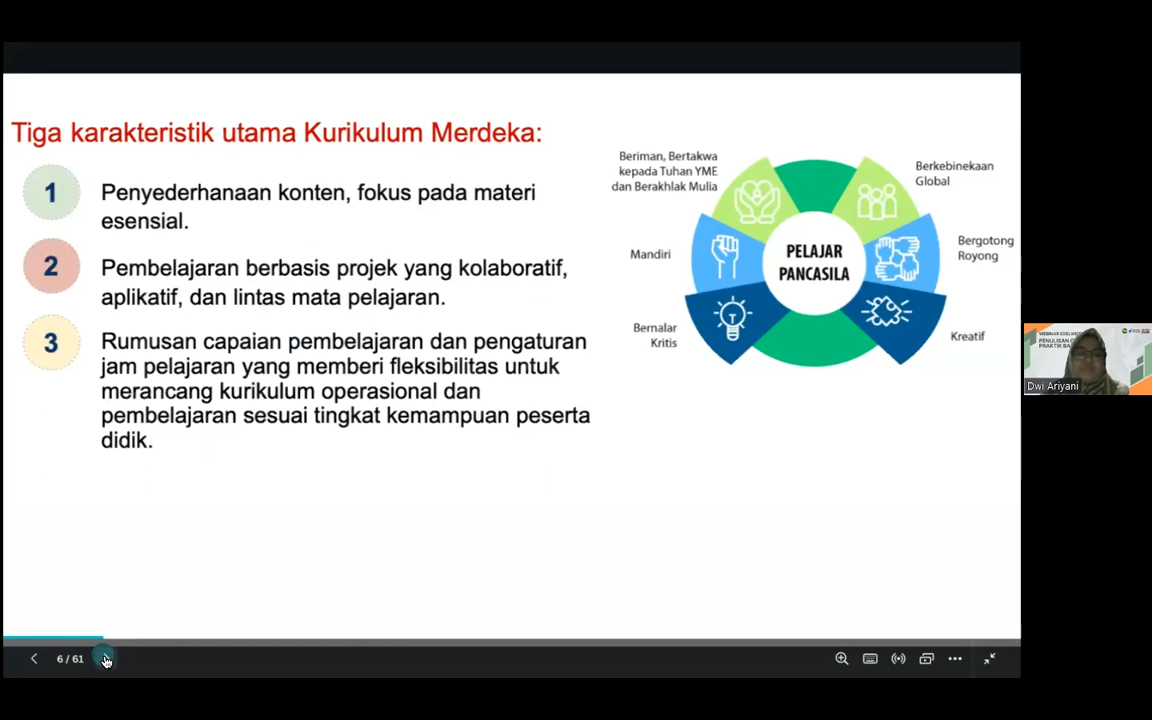 Tiga karakteristik utama Kurikulum Merdeka:
1
Penyederhanaan konten, fokus pada materi
esensial.
2
Pembelajaran berbasis projek yang kolaboratif,
aplikatif, dan lintas mata pelajaran.
3
Rumusan capaian pembelajaran dan pengaturan
jam pelajaran yang memberi fleksibilitas untuk
merancang kurikulum operasional dan
pembelajaran sesuai tingkat kemampuan peserta
didik.
Beriman, Bertakwa
kepada Tuhan YME
dan Berakhlak Mulia
Berkebinekaan
Global
Mandiri
PELAJAR
PANCASILA
Bergotong
Royong
Bernalar
Kritis
Kreatif
Dwi Ariyani
6 / 61